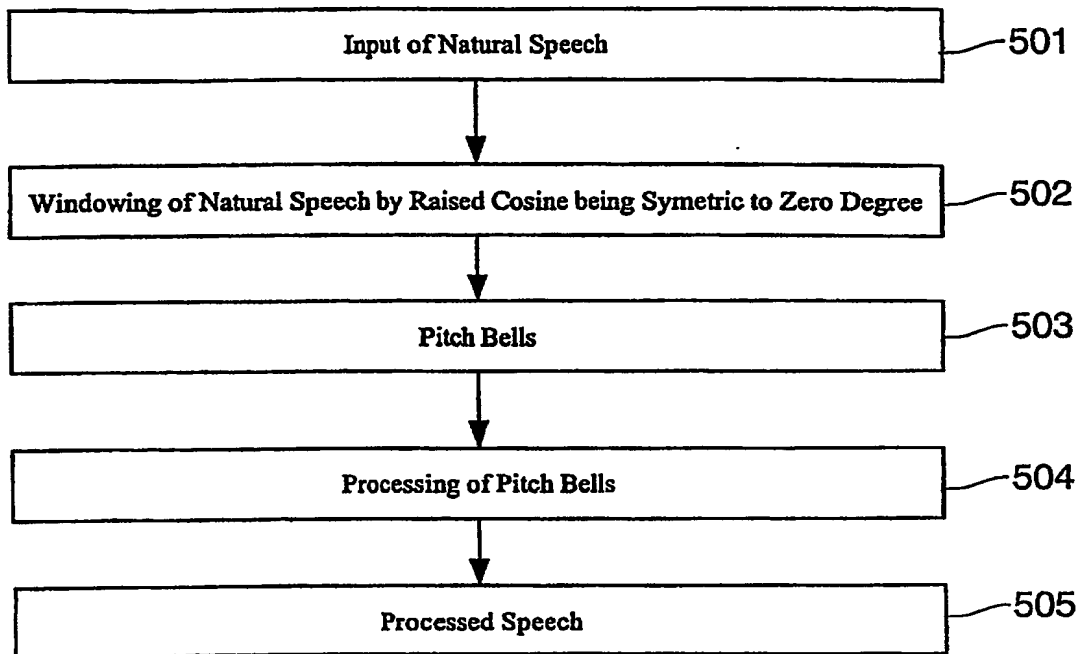 Input of Natural Speech
501
Windowing of Natural Speech by Raised Cosine being Symetric to Zero Degree
502
Pitch Bells
503
Processing of Pitch Bells
504
Processed Speech
505